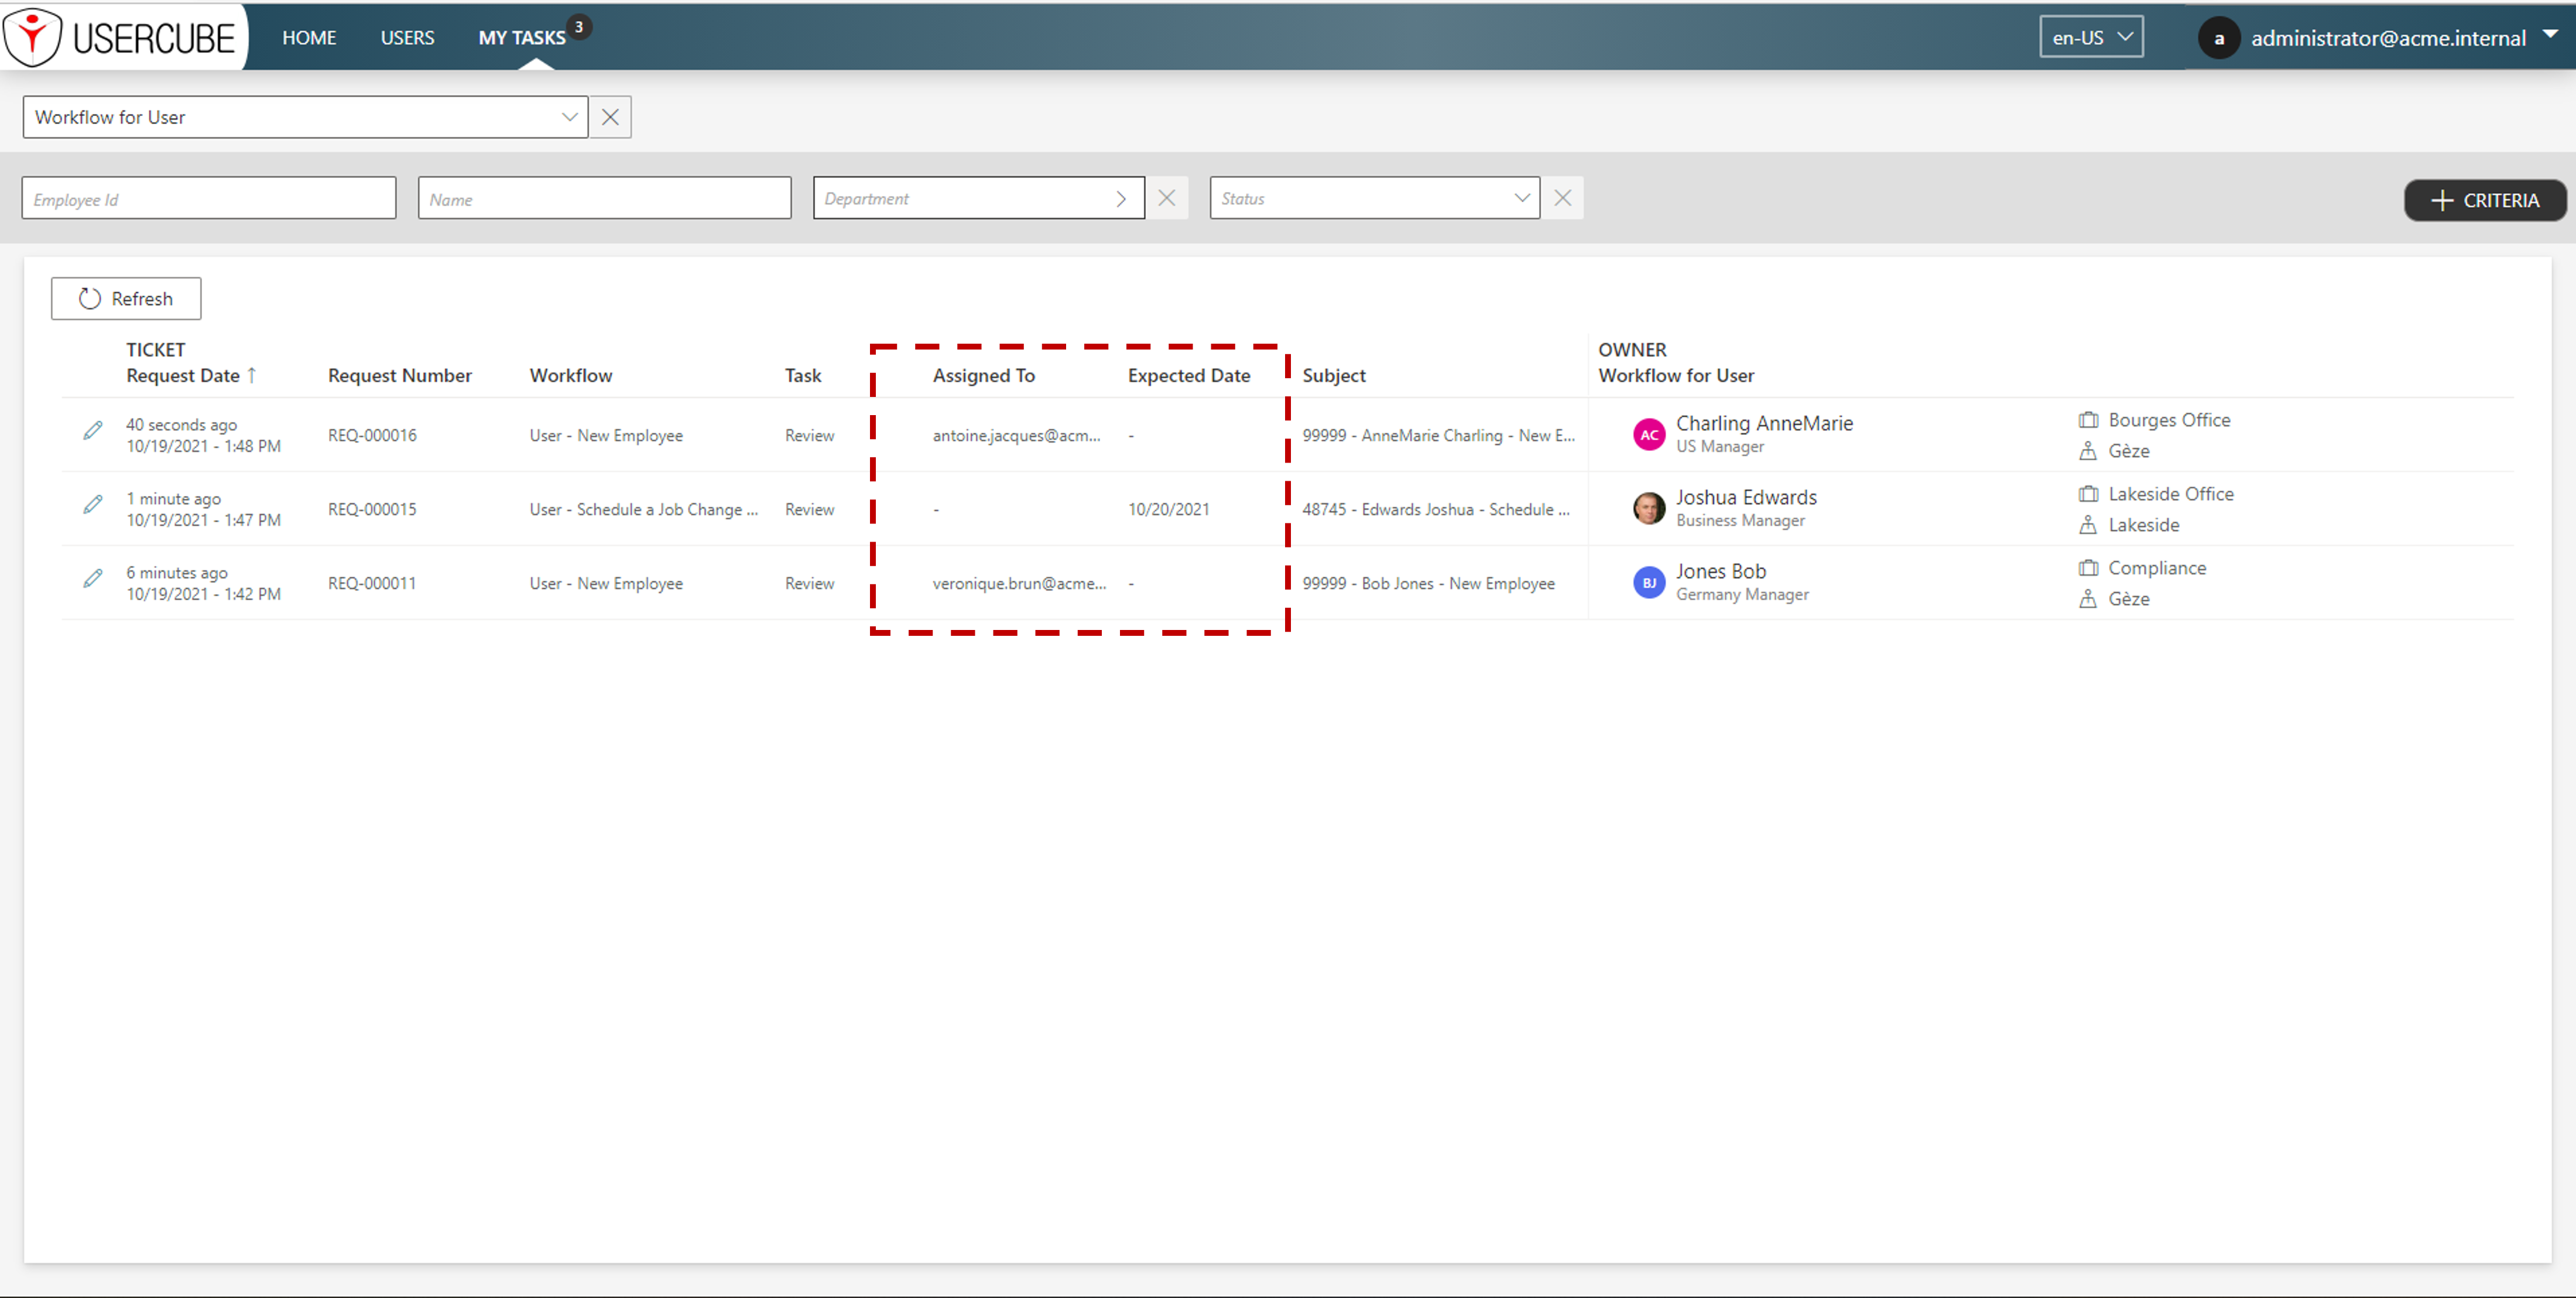 USERCUBE HOME USERS MY TASKS 3 en-US a administrator@acme.internal
Workflow for User
Employee Id Name Department Status CRITERIA
Refresh
TICKET OWNER
Request Date ↑ Request Number Workflow Task Assigned To Expected Date Subject Workflow for User
40 seconds ago
10/19/2021 - 1:48 PM REQ-000016 User - New Employee Review antoine.jacques@acm... - 99999 - AnneMarie Charling - New E... AC Charling AnneMarie
US Manager
Bourges Office
Gèze
1 minute ago
10/19/2021 - 1:47 PM REQ-000015 User - Schedule a Job Change ... Review - 10/20/2021 48745 - Edwards Joshua - Schedule ... Joshua Edwards
Business Manager
Lakeside Office
Lakeside
6 minutes ago
10/19/2021 - 1:42 PM REQ-000011 User - New Employee Review veronique.brun@acme... - 99999 - Bob Jones - New Employee BJ Jones Bob
Germany Manager
Compliance
Gèze